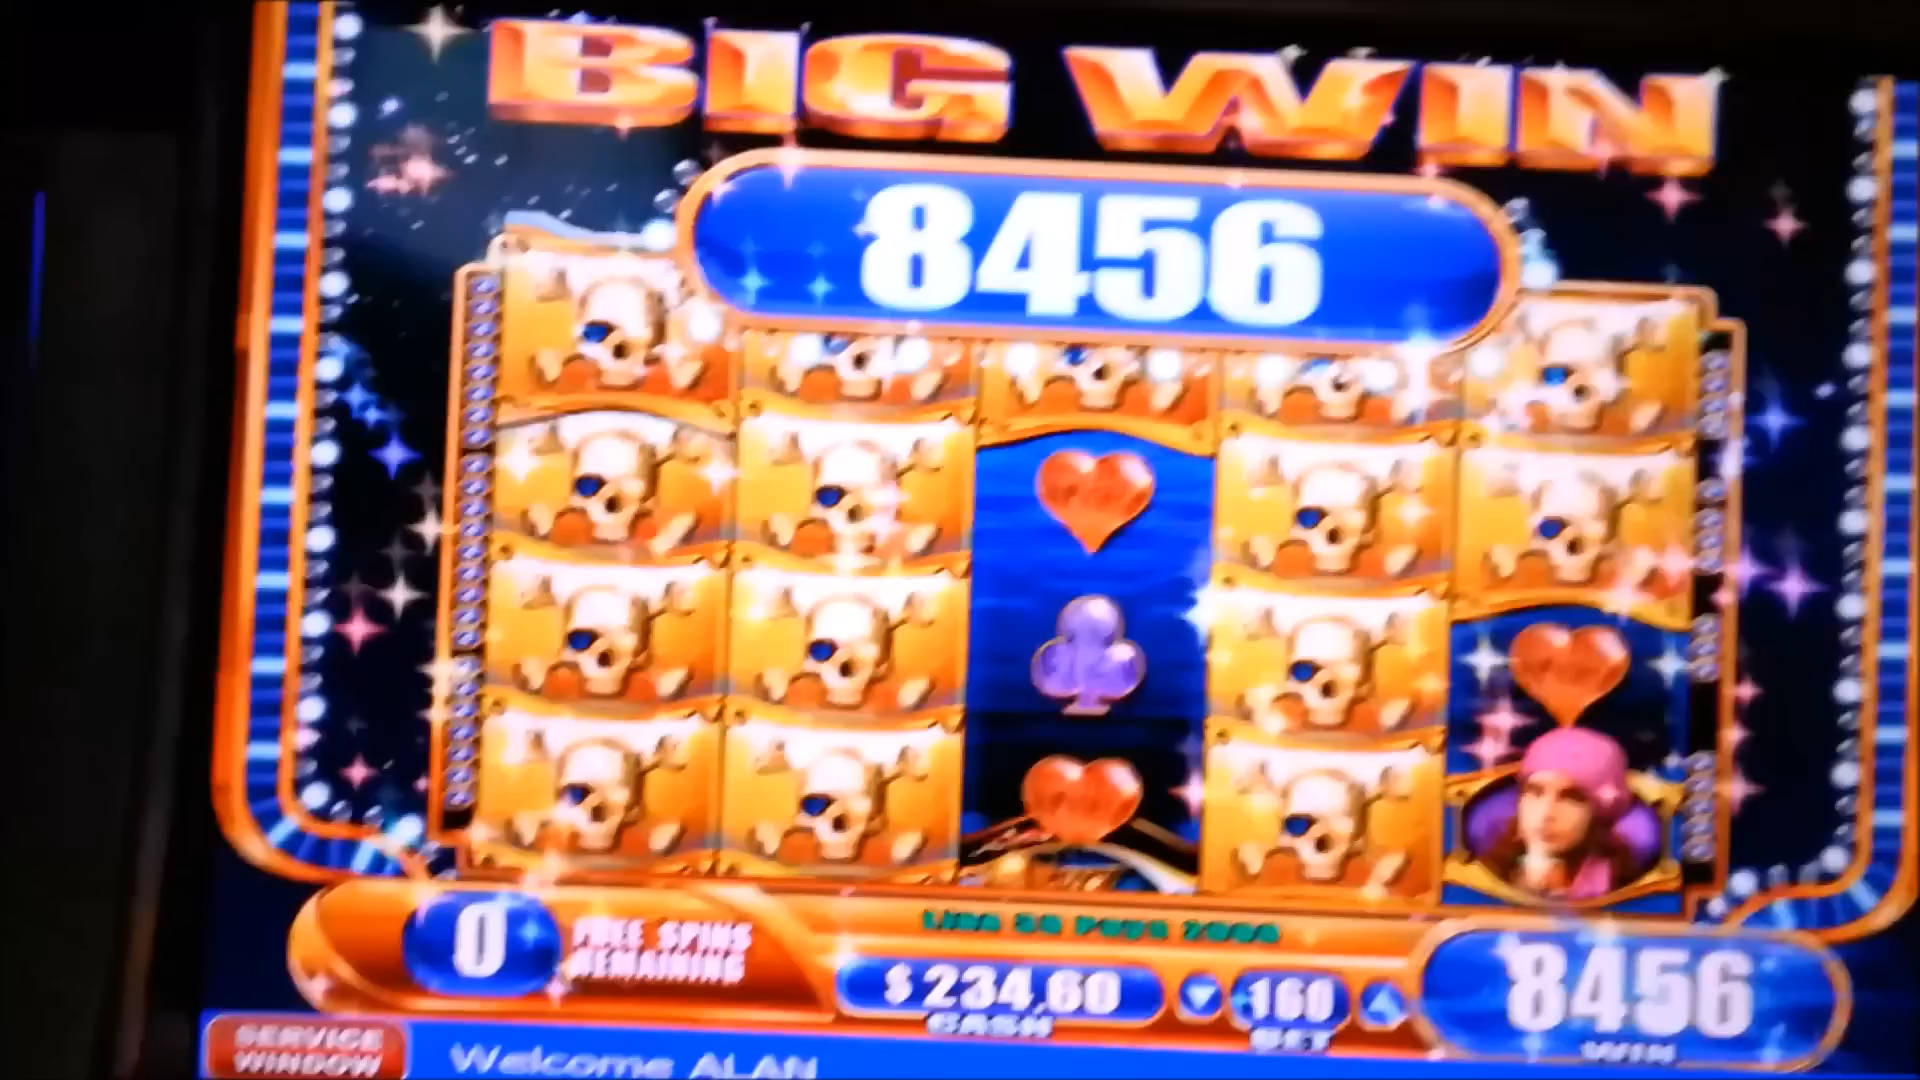 BIG WIN
8456
0
FREE SPINS
REMAINING
$234.60
CASH
160
BET
8456
WIN
SERVICE
WINDOW
Welcome ALAN